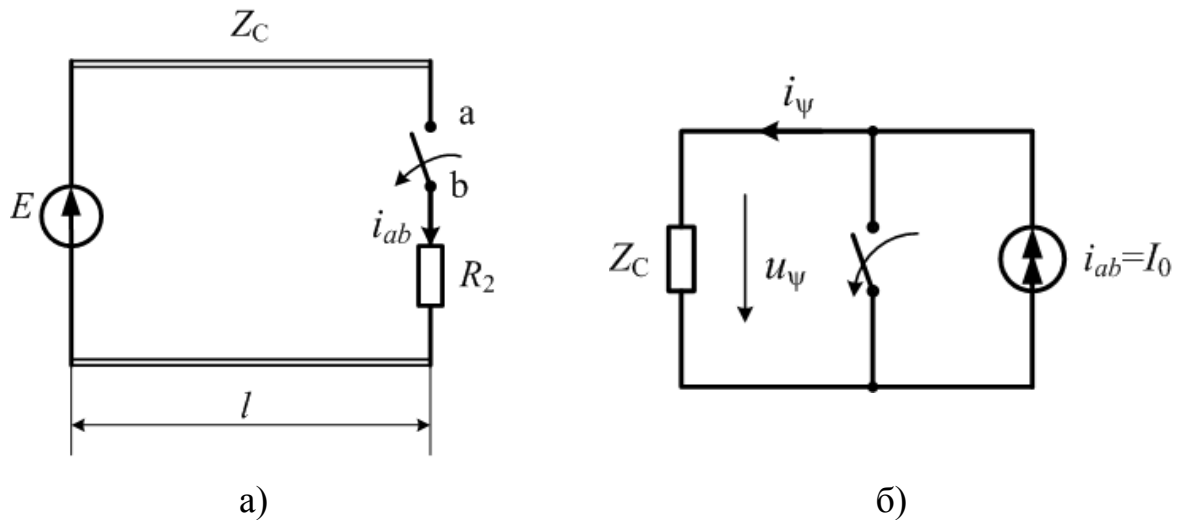 Z_C
a
b
E
i_ab
R_2
l
а)
i_ψ
Z_C
u_ψ
i_ab=I_0
б)